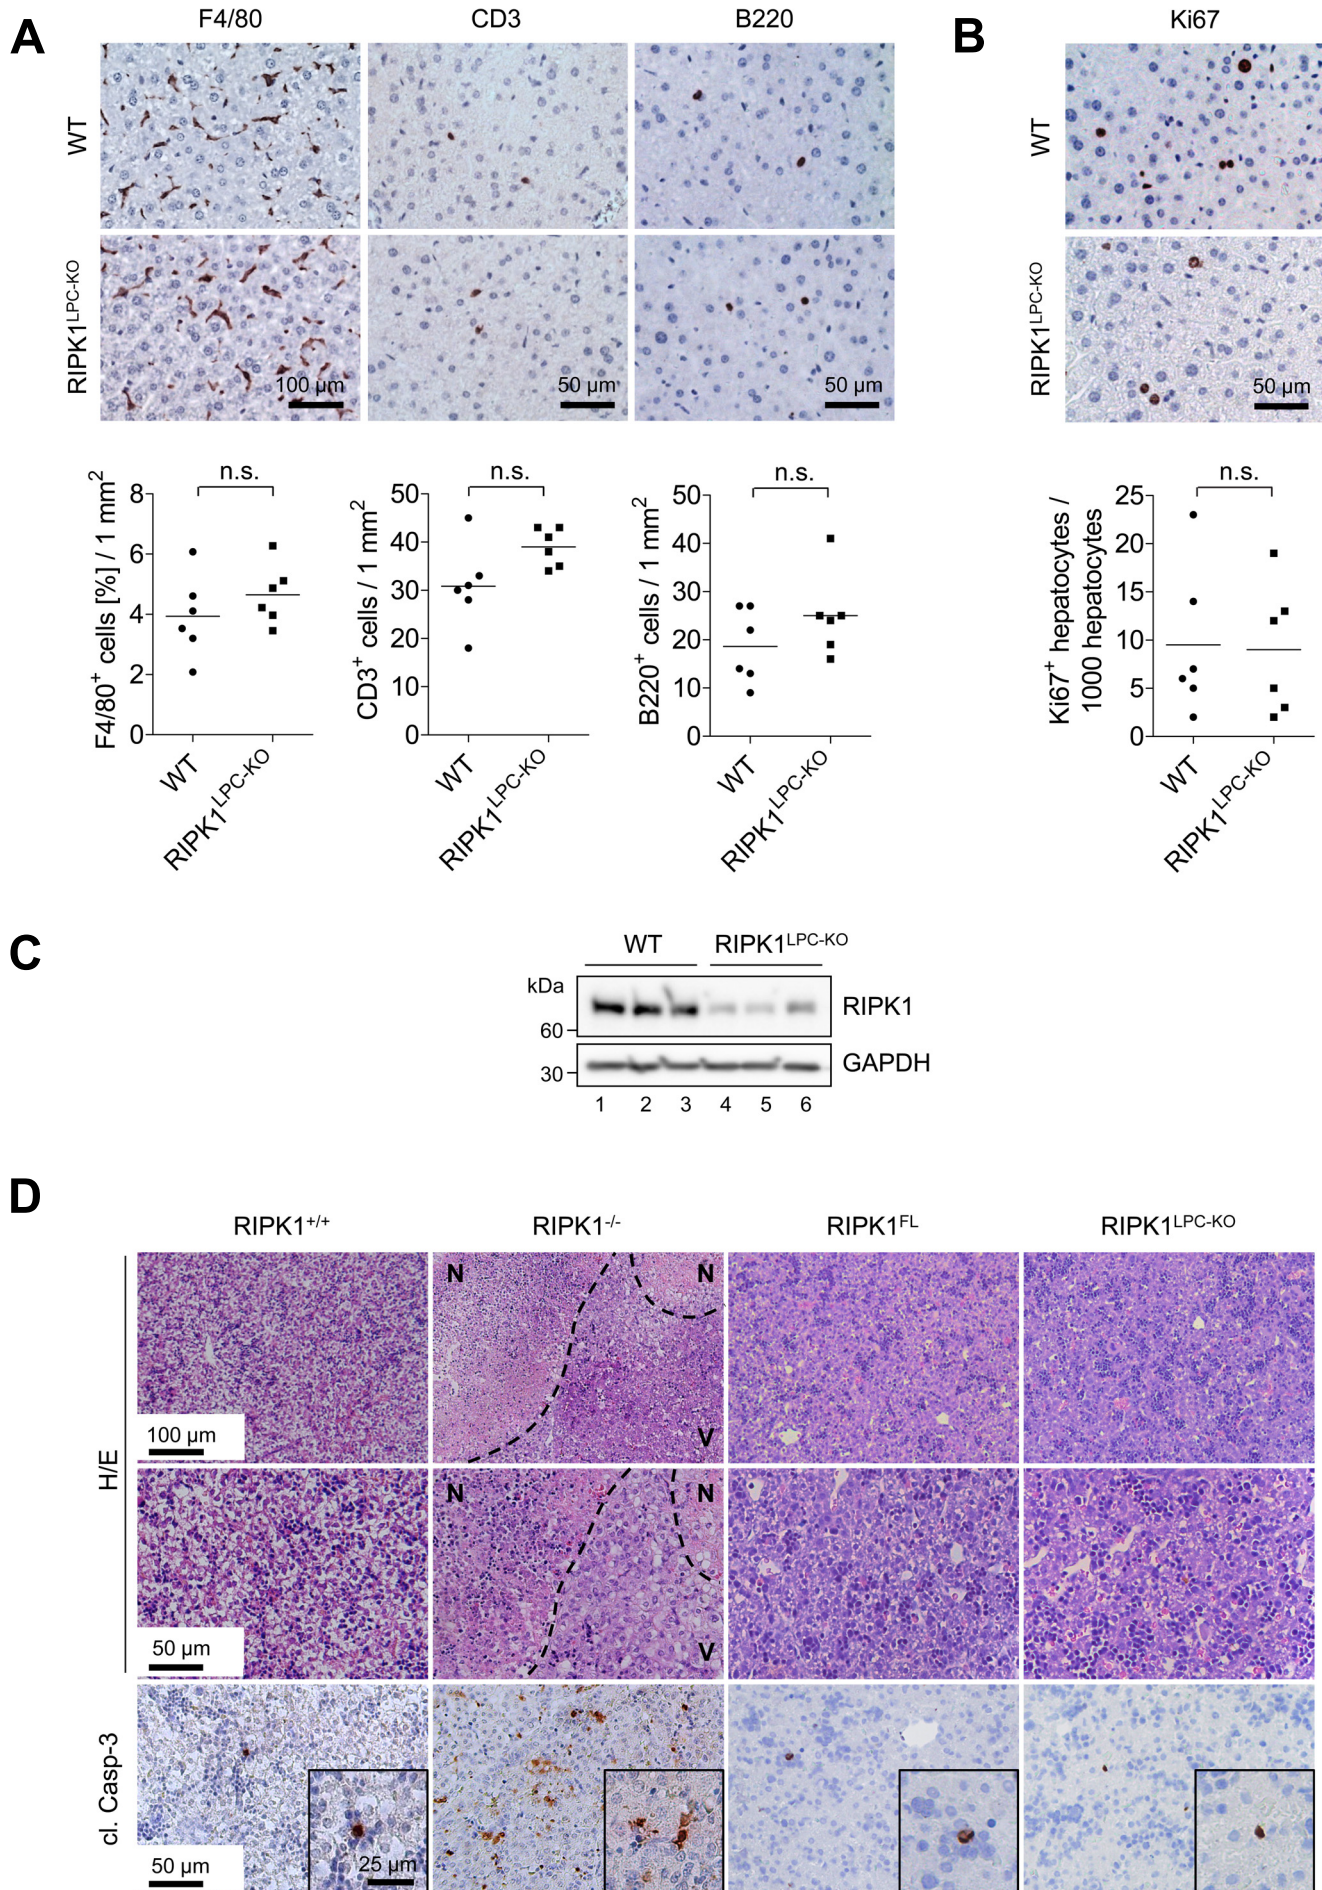 A
F4/80
CD3
B220
B
Ki67
WT
WT
RIPK1LPC-KO
100 µm
50 µm
50 µm
RIPK1LPC-KO
50 µm
F4/80+ cells [%] / 1 mm2
8
6
4
2
0
n.s.
WT
RIPK1LPC-KO
CD3+ cells / 1 mm2
50
40
30
20
10
0
n.s.
WT
RIPK1LPC-KO
B220+ cells / 1 mm2
50
40
30
20
10
0
n.s.
WT
RIPK1LPC-KO
Ki67+ hepatocytes /
1000 hepatocytes
25
20
15
10
5
0
n.s.
WT
RIPK1LPC-KO
C
WT
RIPK1LPC-KO
kDa
60
RIPK1
30
GAPDH
1 2 3 4 5 6
D
RIPK1+/+
RIPK1-/-
RIPK1FL
RIPK1LPC-KO
H/E
N
N
V
100 µm
N
N
V
50 µm
cl. Casp-3
50 µm
25 µm